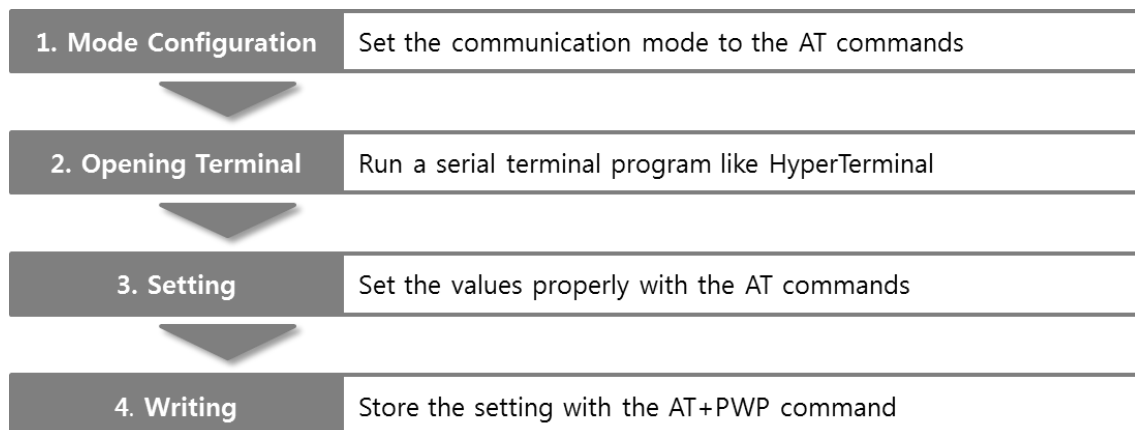 1. Mode Configuration Set the communication mode to the AT commands
2. Opening Terminal Run a serial terminal program like HyperTerminal
3. Setting Set the values properly with the AT commands
4. Writing Store the setting with the AT+PWP command